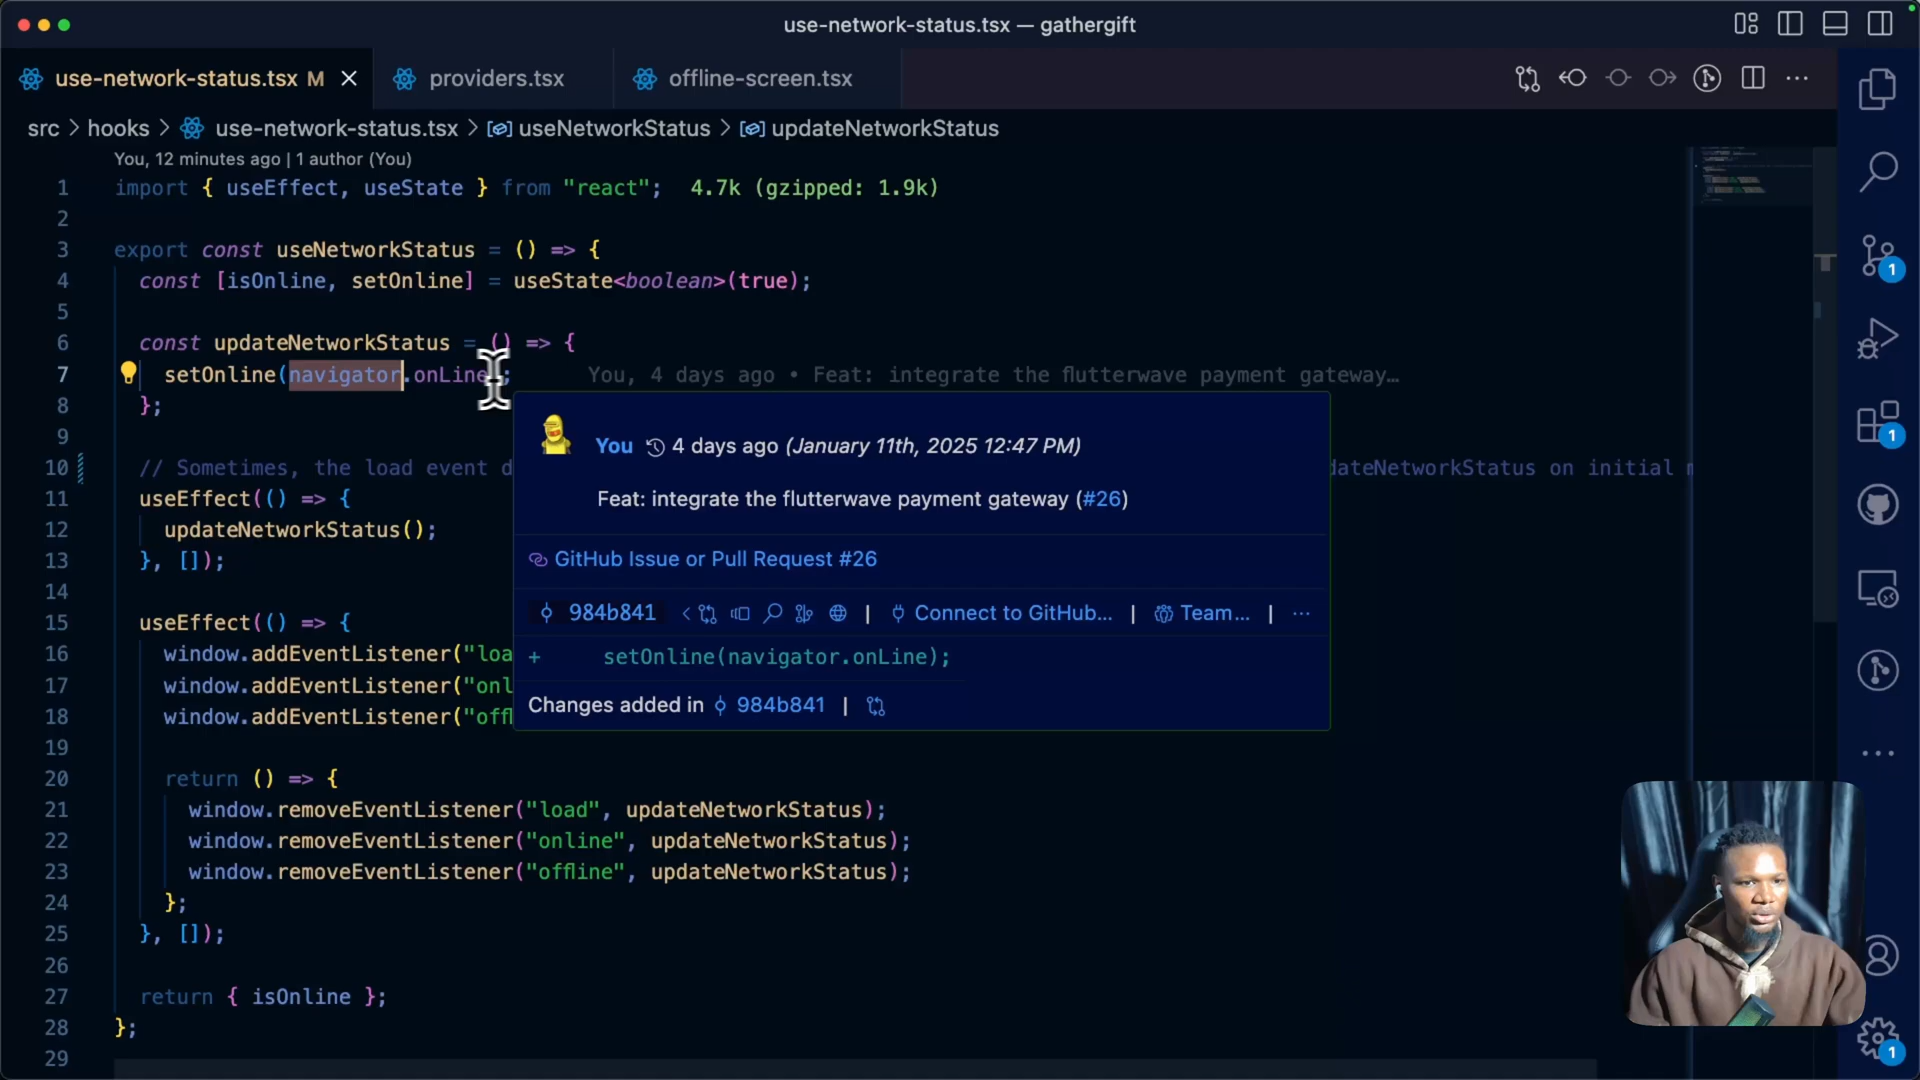 use-network-status.tsx — gathergift
use-network-status.tsx M
providers.tsx
offline-screen.tsx
src > hooks > use-network-status.tsx > useNetworkStatus > updateNetworkStatus
You, 12 minutes ago | 1 author (You)
1 import { useEffect, useState } from "react"; 4.7k (gzipped: 1.9k)
2
3 export const useNetworkStatus = () => {
4 const [isOnline, setOnline] = useState<boolean>(true);
5
6 const updateNetworkStatus = () => {
7 setOnline(navigator.onLine; You, 4 days ago • Feat: integrate the flutterwave payment gateway…
8 };
9
10 // Sometimes, the load event d dateNetworkStatus on initial
11 useEffect(() => {
12 updateNetworkStatus();
13 }, []);
14
15 useEffect(() => {
16 window.addEventListener("loa
17 window.addEventListener("onl
18 window.addEventListener("off
19
20 return () => {
21 window.removeEventListener("load", updateNetworkStatus);
22 window.removeEventListener("online", updateNetworkStatus);
23 window.removeEventListener("offline", updateNetworkStatus);
24 };
25 }, []);
26
27 return { isOnline };
28 };
29
You 4 days ago (January 11th, 2025 12:47 PM)
Feat: integrate the flutterwave payment gateway (#26)
GitHub Issue or Pull Request #26
984b841 | Connect to GitHub... | Team... | ...
+ setOnline(navigator.onLine);
Changes added in 984b841 |
1
1
1